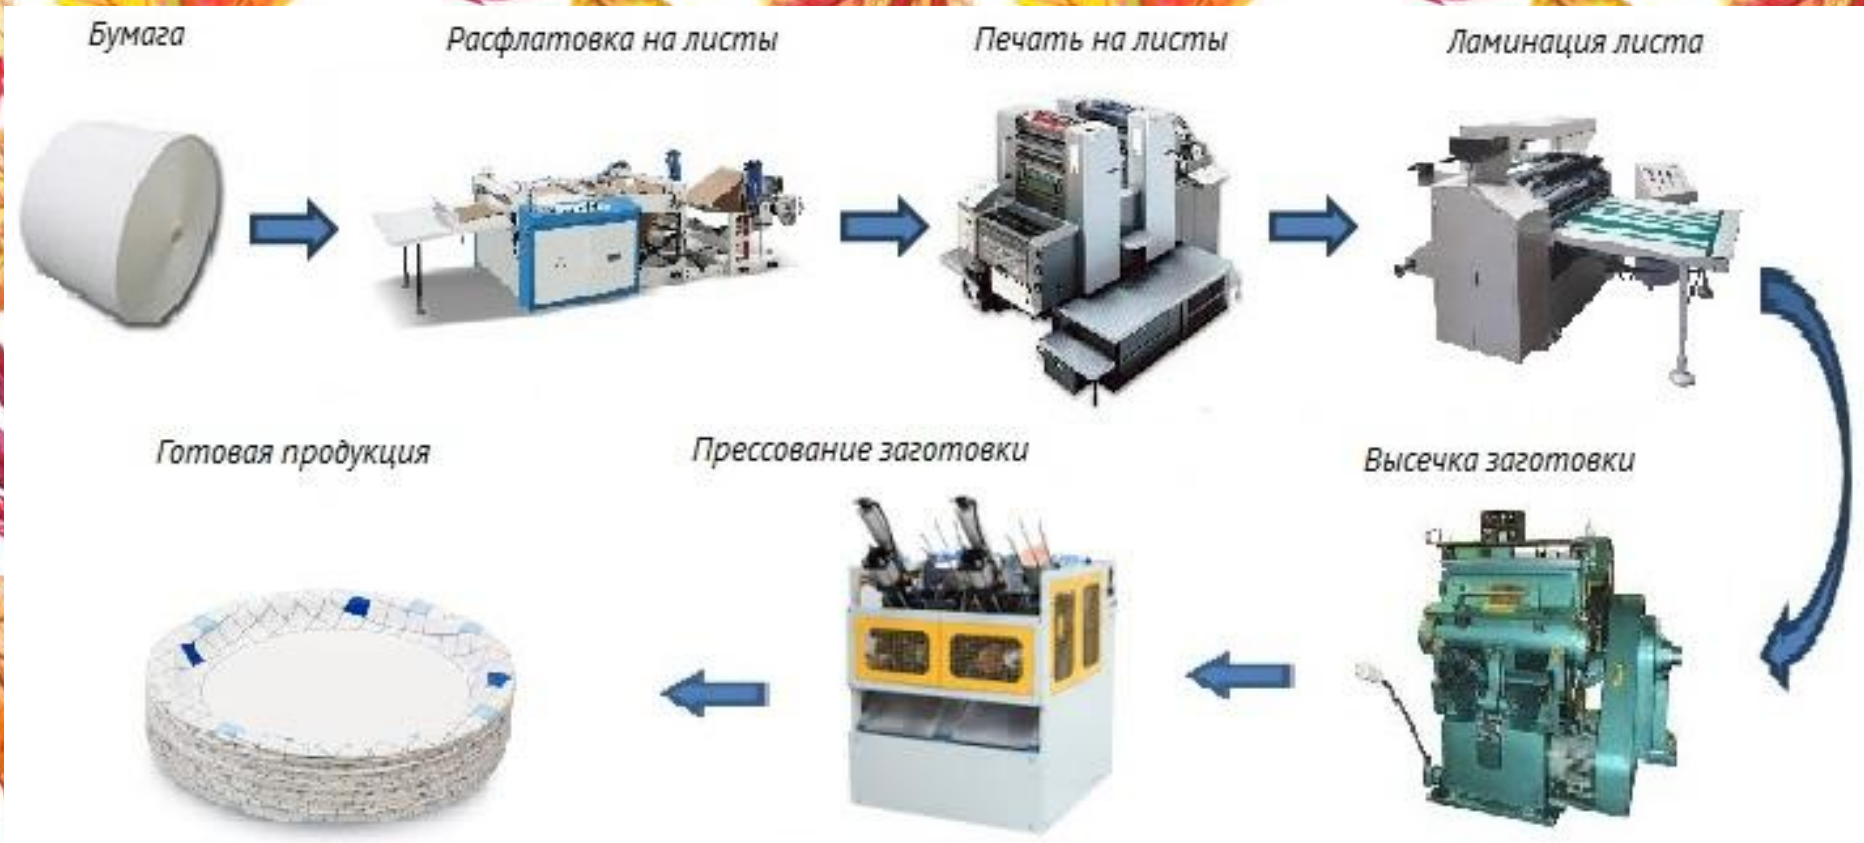 Бумага
Расфлатовка на листы
Печать на листы
Ламинация листа
Готовая продукция
Прессование заготовки
Высечка заготовки